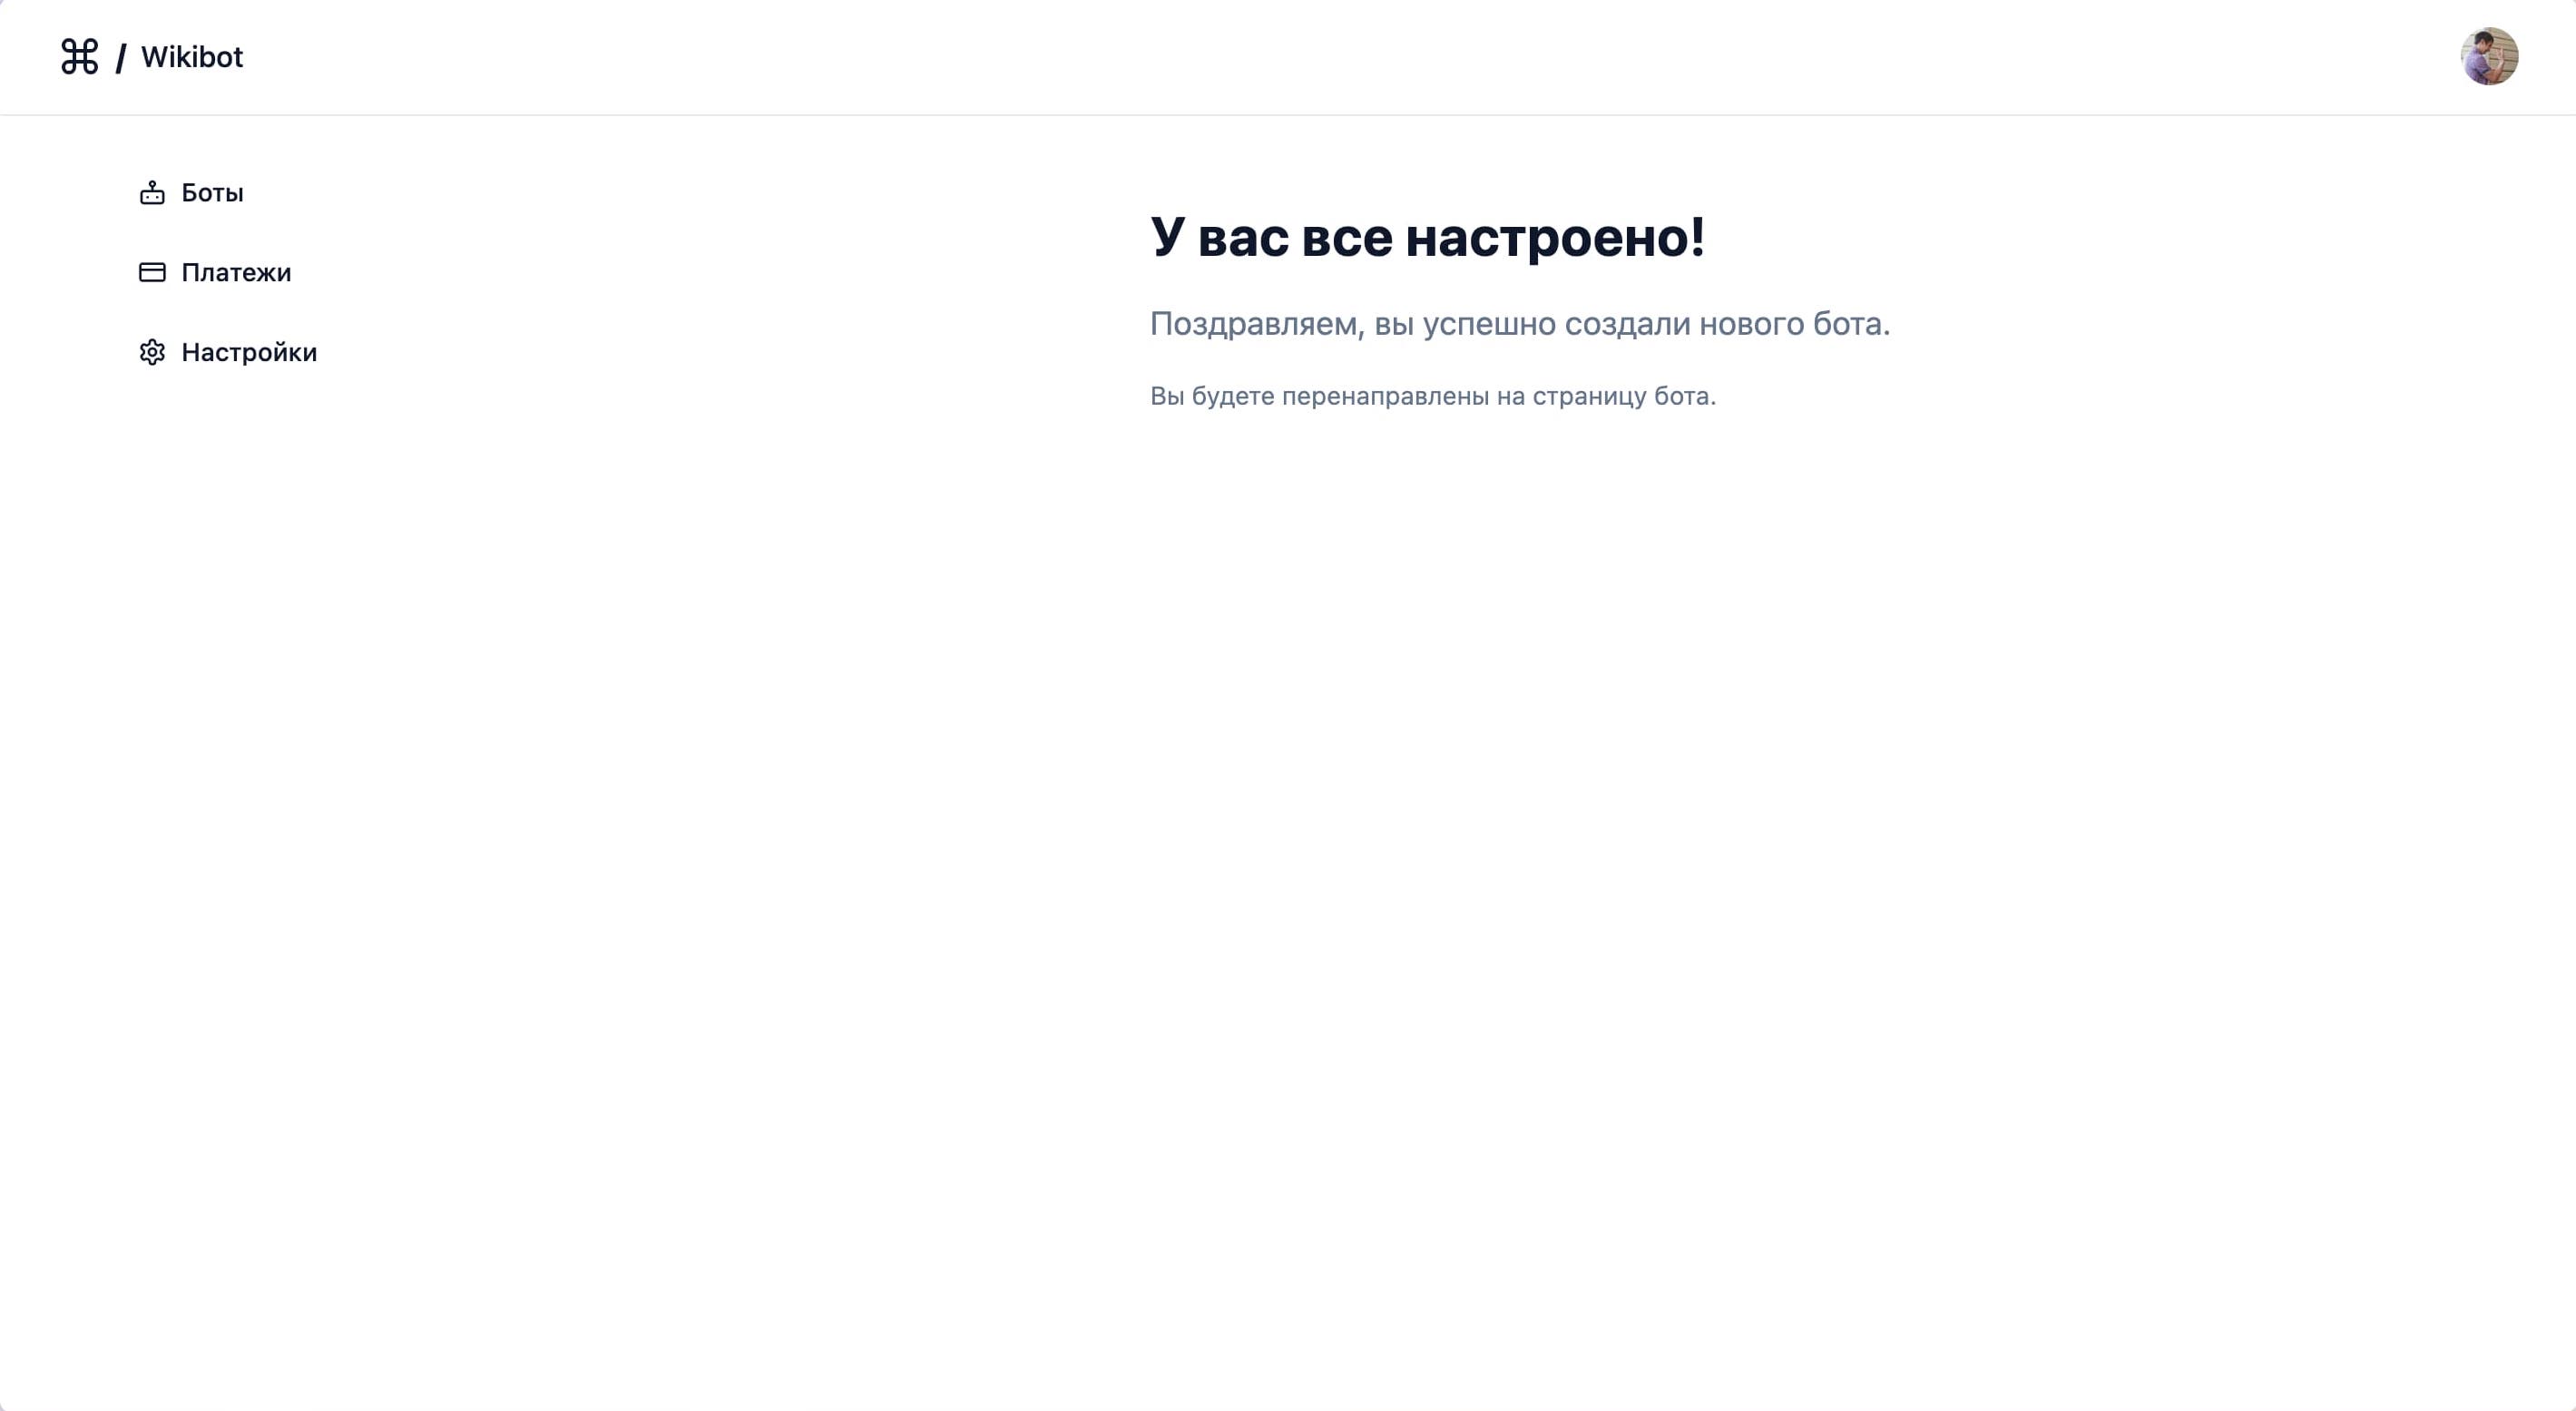 ⌘ / Wikibot
Боты
Платежи
Настройки
У вас все настроено!
Поздравляем, вы успешно создали нового бота.
Вы будете перенаправлены на страницу бота.